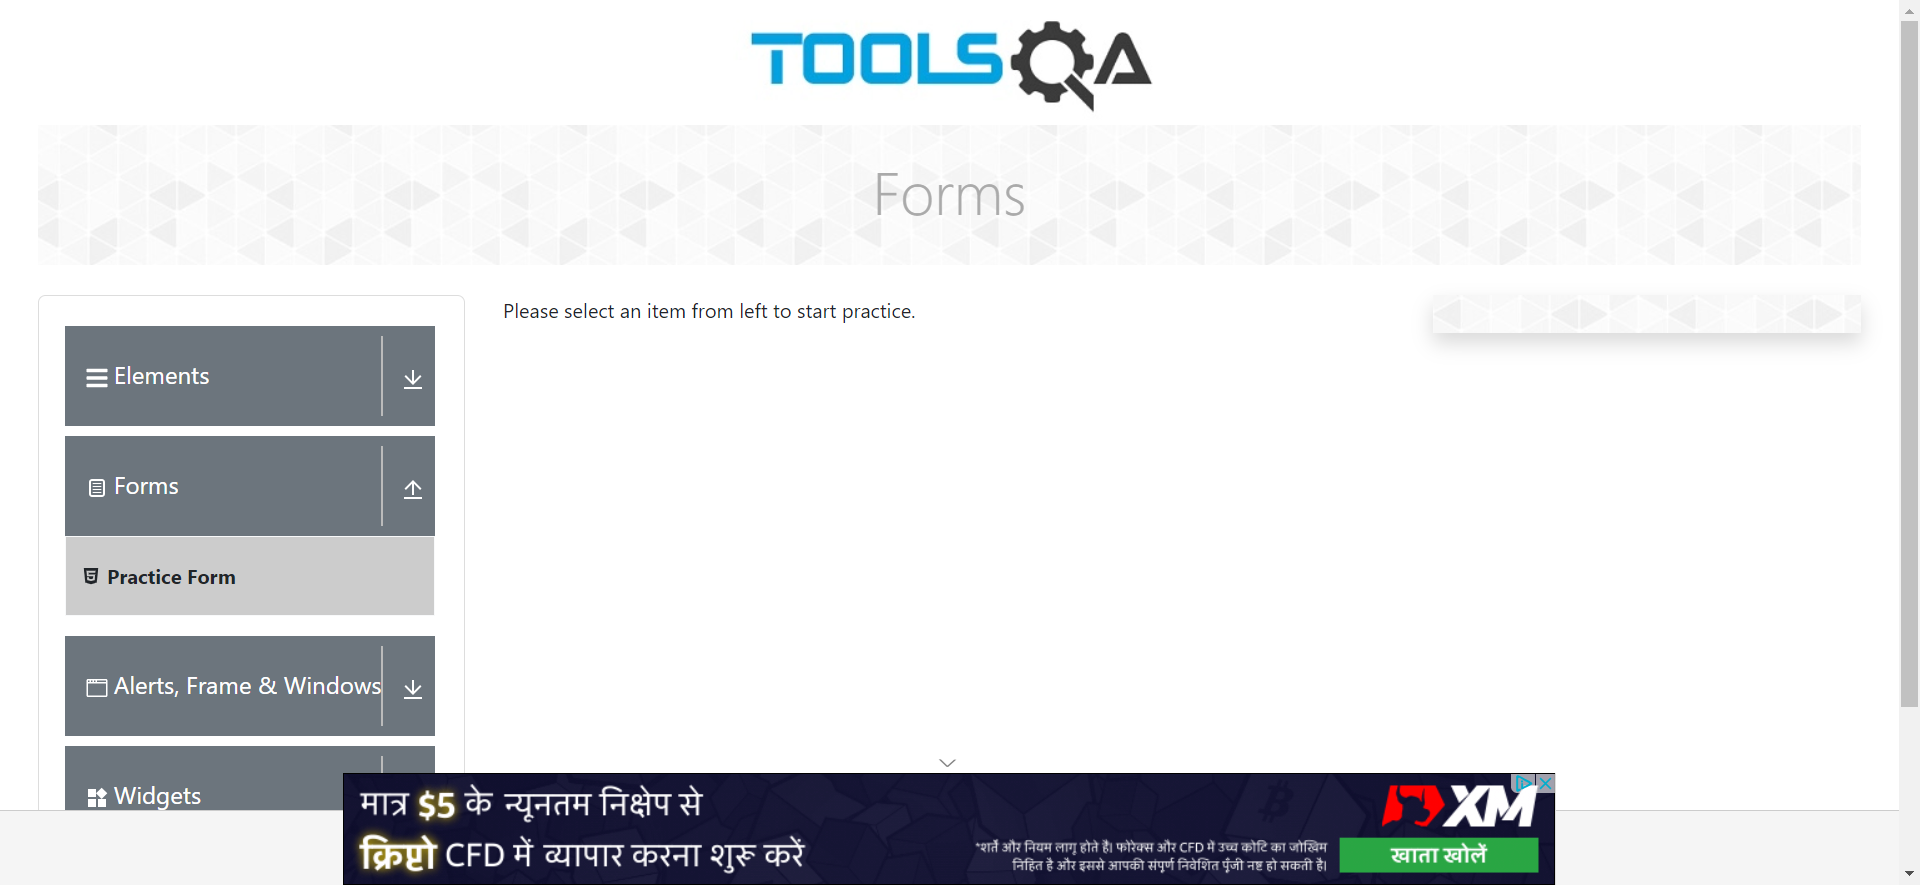 TOOLSQA
Forms
Please select an item from left to start practice.
Elements
Forms
Practice Form
Alerts, Frame & Windows
Widgets
मात्र $5 के न्यूनतम निक्षेप से
क्रिप्टो CFD में व्यापार करना शुरू करें
*शर्तें और नियम लागू होते हैं। फोरेक्स और CFD में उच्च कोटि का जोखिम
निहित है और इससे आपकी संपूर्ण निवेशित पूँजी नष्ट हो सकती है।
XM
खाता खोलें